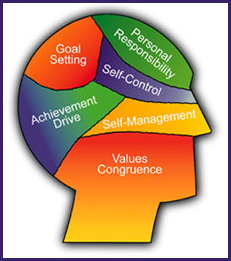 Goal
Setting
Personal
Responsibility
Self-Control
Achievement
Drive
Self-Management
Values
Congruence